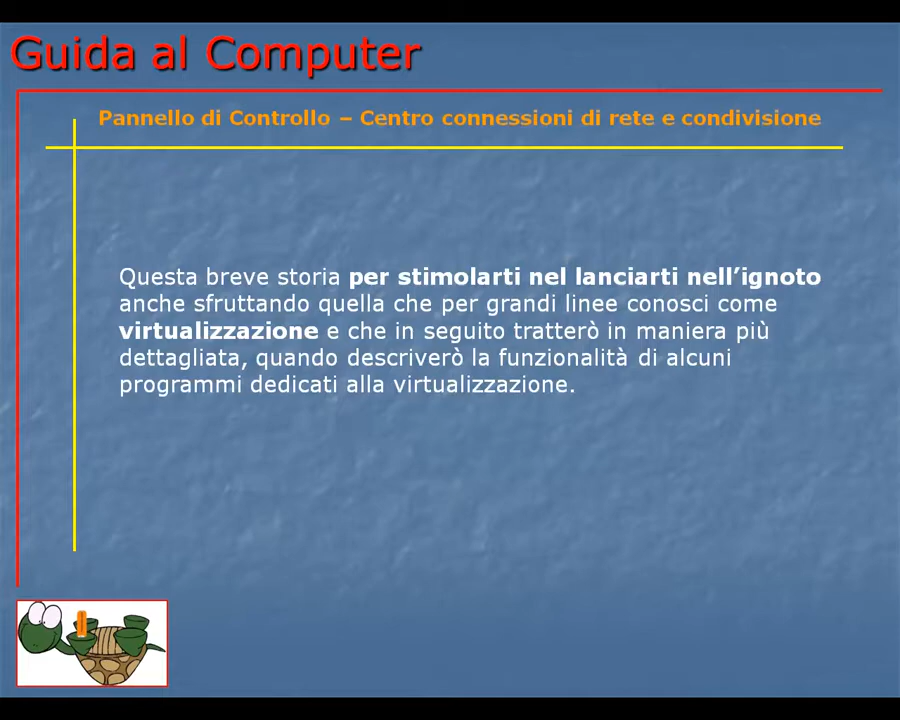 Guida al Computer
Pannello di Controllo – Centro connessioni di rete e condivisione
Questa breve storia per stimolarti nel lanciarti nell’ignoto
anche sfruttando quella che per grandi linee conosci come
virtualizzazione e che in seguito tratterò in maniera più
dettagliata, quando descriverò la funzionalità di alcuni
programmi dedicati alla virtualizzazione.